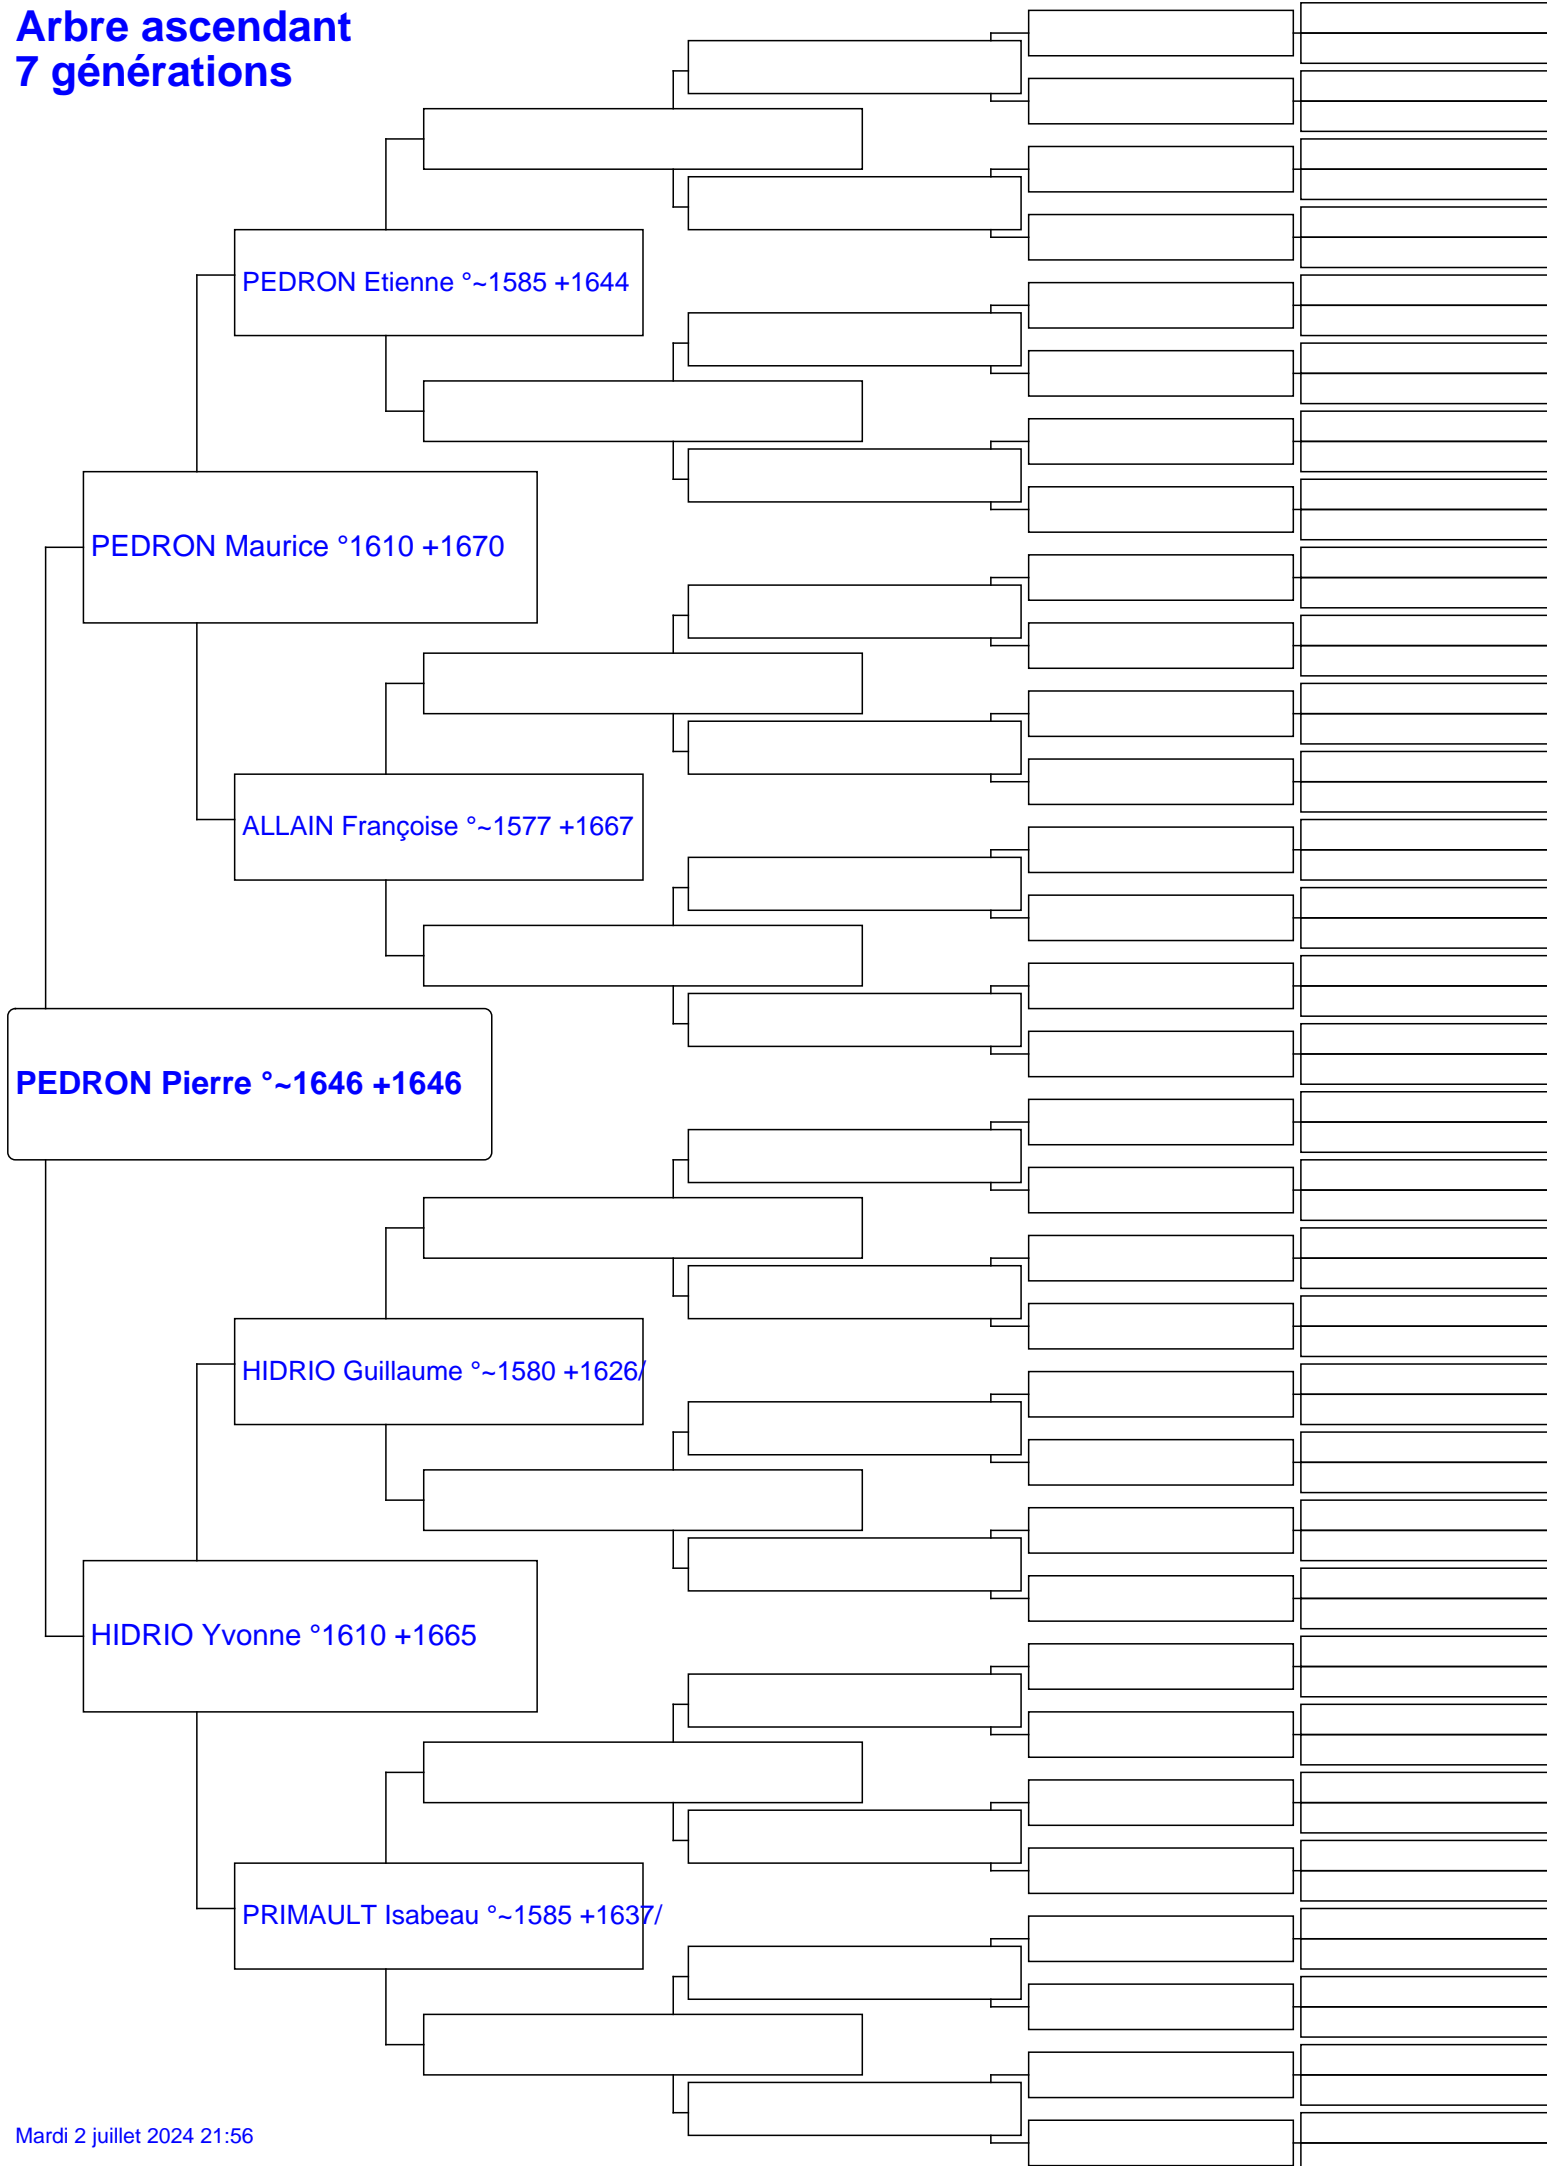 Arbre ascendant
7 générations
PEDRON Etienne °~1585 +1644
PEDRON Maurice °1610 +1670
ALLAIN Françoise °~1577 +1667
PEDRON Pierre °~1646 +1646
HIDRIO Guillaume °~1580 +1626/
HIDRIO Yvonne °1610 +1665
PRIMAULT Isabeau °~1585 +1637/
Mardi 2 juillet 2024 21:56